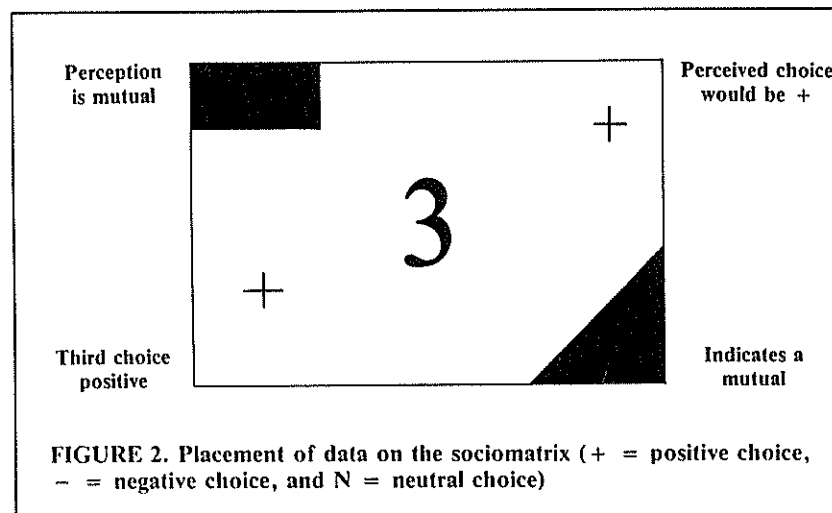 Perception
is mutual
Perceived choice
would be +
+
3
+
Third choice
positive
Indicates a
mutual
FIGURE 2. Placement of data on the sociomatrix (+ = positive choice,
− = negative choice, and N = neutral choice)